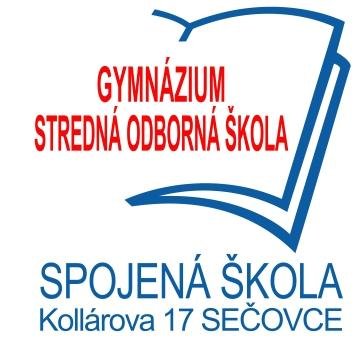 GYMNÁZIUM
STREDNÁ ODBORNÁ ŠKOLA
SPOJENÁ ŠKOLA
Kollárova 17 SEČOVCE